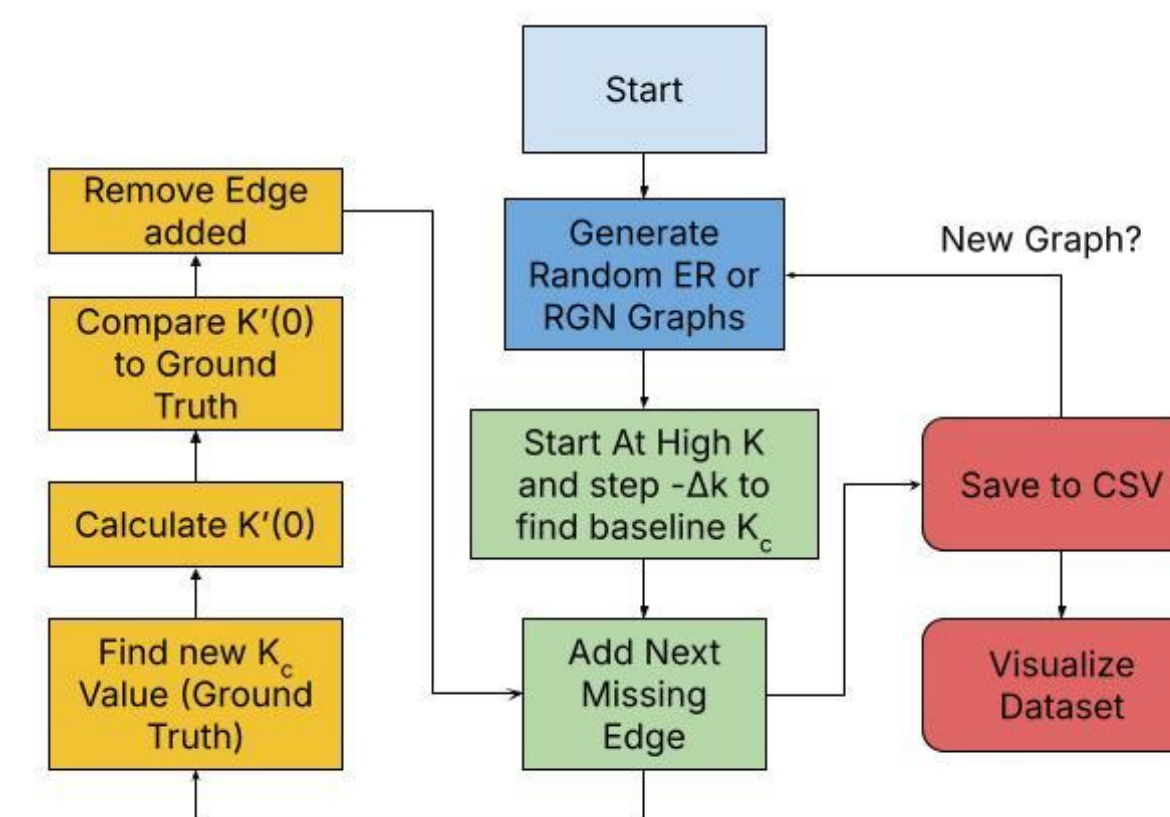 Start
Generate
Random ER or
RGN Graphs
New Graph?
Start At High K
and step -Δk to
find baseline K_c
Add Next
Missing
Edge
Remove Edge
added
Compare K′(0)
to Ground
Truth
Calculate K′(0)
Find new K_c
Value (Ground
Truth)
Save to CSV
Visualize
Dataset